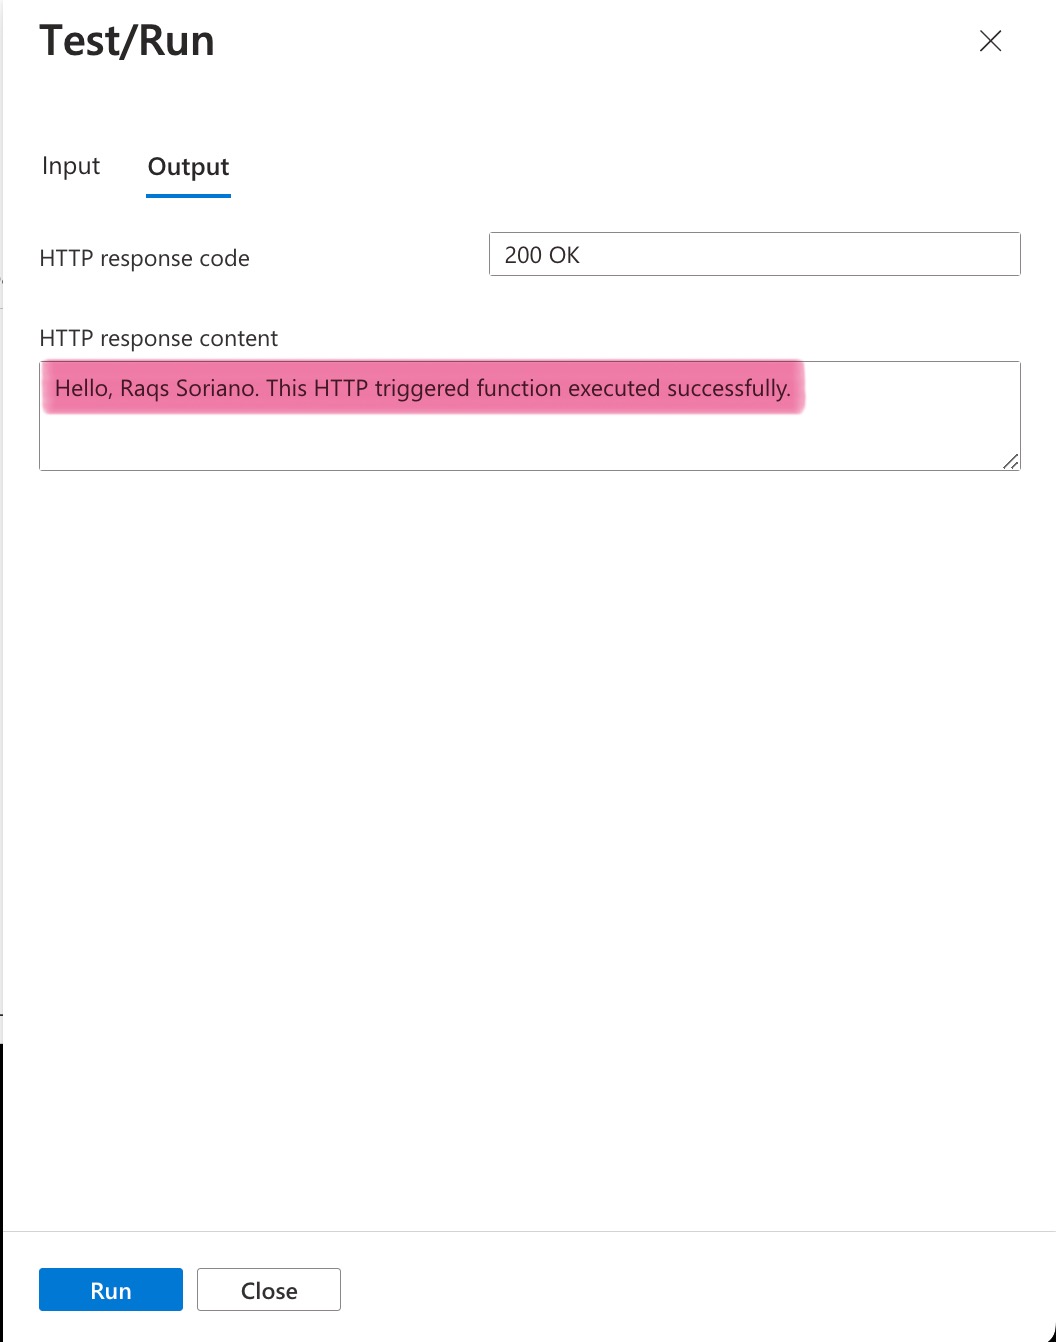 Test/Run
Input Output
HTTP response code 200 OK
HTTP response content
Hello, Raqs Soriano. This HTTP triggered function executed successfully.
Run Close